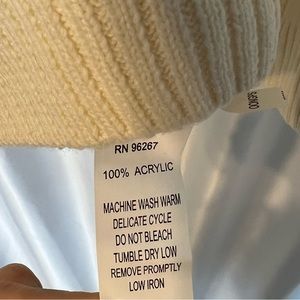 RN 96267
100% ACRYLIC
MACHINE WASH WARM
DELICATE CYCLE
DO NOT BLEACH
TUMBLE DRY LOW
REMOVE PROMPTLY
LOW IRON